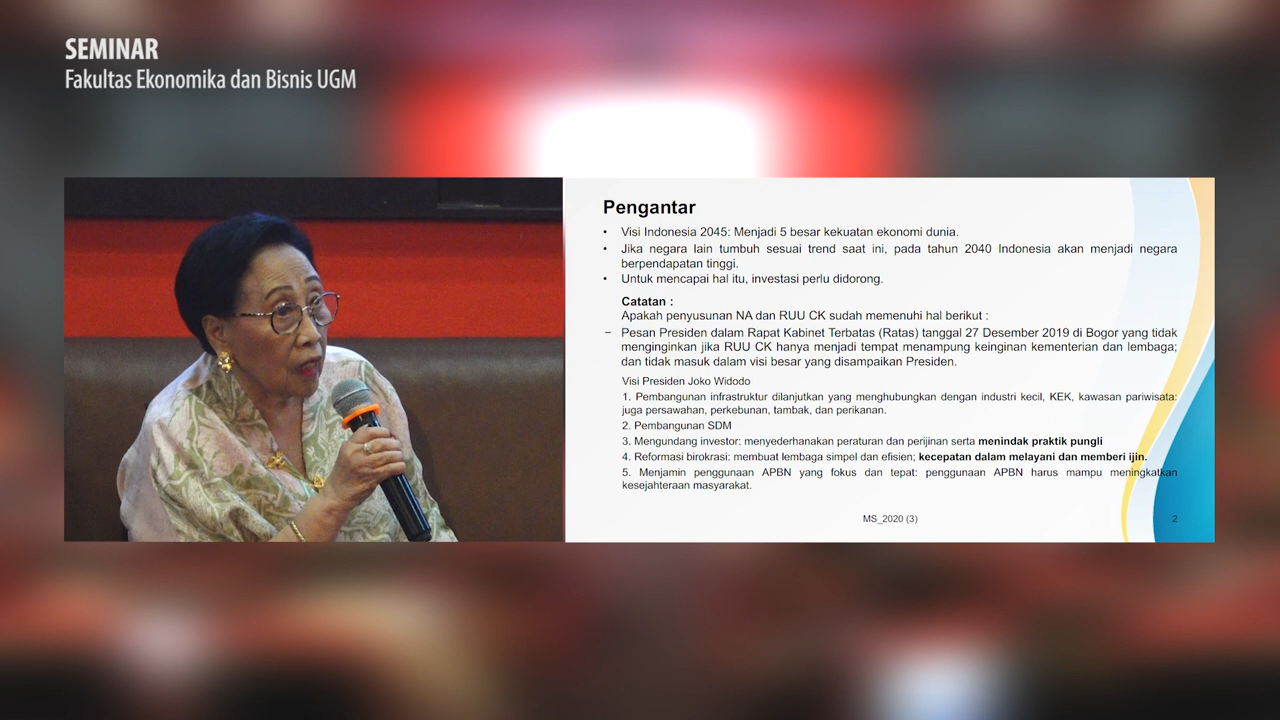 SEMINAR
Fakultas Ekonomika dan Bisnis UGM
Pengantar
• Visi Indonesia 2045: Menjadi 5 besar kekuatan ekonomi dunia.
• Jika negara lain tumbuh sesuai trend saat ini, pada tahun 2040 Indonesia akan menjadi negara
berpendapatan tinggi.
• Untuk mencapai hal itu, investasi perlu didorong.
Catatan :
Apakah penyusunan NA dan RUU CK sudah memenuhi hal berikut :
– Pesan Presiden dalam Rapat Kabinet Terbatas (Ratas) tanggal 27 Desember 2019 di Bogor yang tidak
menginginkan jika RUU CK hanya menjadi tempat menampung keinginan kementerian dan lembaga;
dan tidak masuk dalam visi besar yang disampaikan Presiden.
Visi Presiden Joko Widodo
1. Pembangunan infrastruktur dilanjutkan yang menghubungkan dengan industri kecil, KEK, kawasan pariwisata:
juga persawahan, perkebunan, tambak, dan perikanan.
2. Pembangunan SDM
3. Mengundang investor: menyederhanakan peraturan dan perijinan serta menindak praktik pungli
4. Reformasi birokrasi: membuat lembaga simpel dan efisien; kecepatan dalam melayani dan memberi ijin.
5. Menjamin penggunaan APBN yang fokus dan tepat: penggunaan APBN harus mampu meningkatkan
kesejahteraan masyarakat.
MS_2020 (3)
2